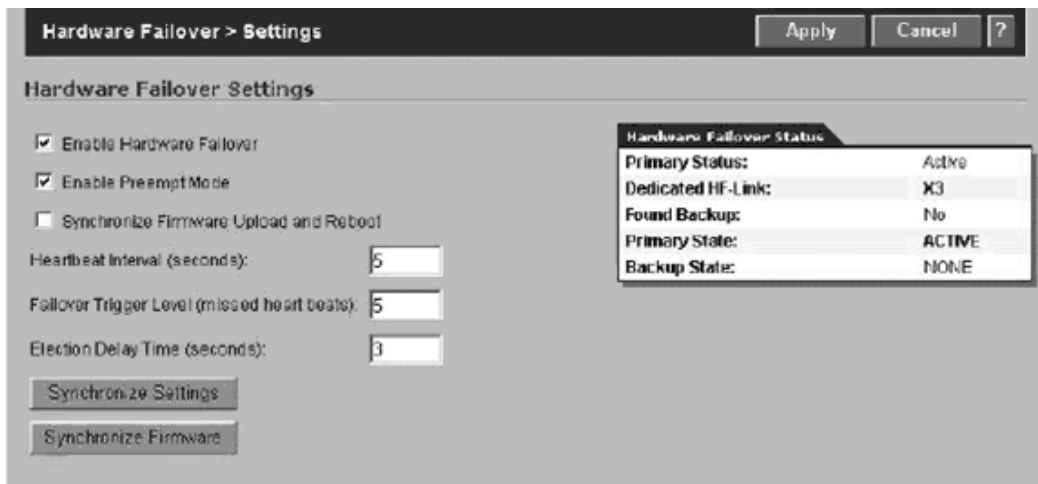 Hardware Failover > Settings
Apply
Cancel
?
Hardware Failover Settings
Enable Hardware Failover
Enable Preempt Mode
Synchronize Firmware Upload and Reboot
Heartbeat Interval (seconds): 5
Failover Trigger Level (missed heart beats): 5
Election Delay Time (seconds): 3
Synchronize Settings
Synchronize Firmware
Hardware Failover Status
Primary Status: Active
Dedicated HF-Link: X3
Found Backup: No
Primary State: ACTIVE
Backup State: NONE